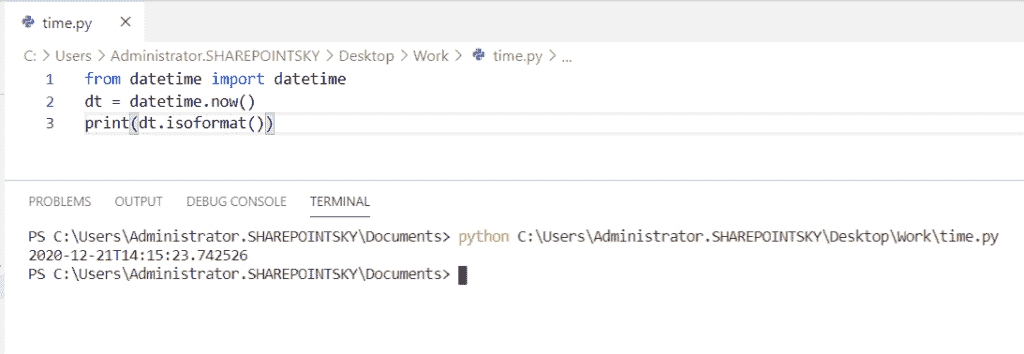 time.py
C: > Users > Administrator.SHAREPOINTSKY > Desktop > Work > time.py > ...
1 from datetime import datetime
2 dt = datetime.now()
3 print(dt.isoformat())
PROBLEMS OUTPUT DEBUG CONSOLE TERMINAL
PS C:\Users\Administrator.SHAREPOINTSKY\Documents> python C:\Users\Administrator.SHAREPOINTSKY\Desktop\Work\time.py
2020-12-21T14:15:23.742526
PS C:\Users\Administrator.SHAREPOINTSKY\Documents>